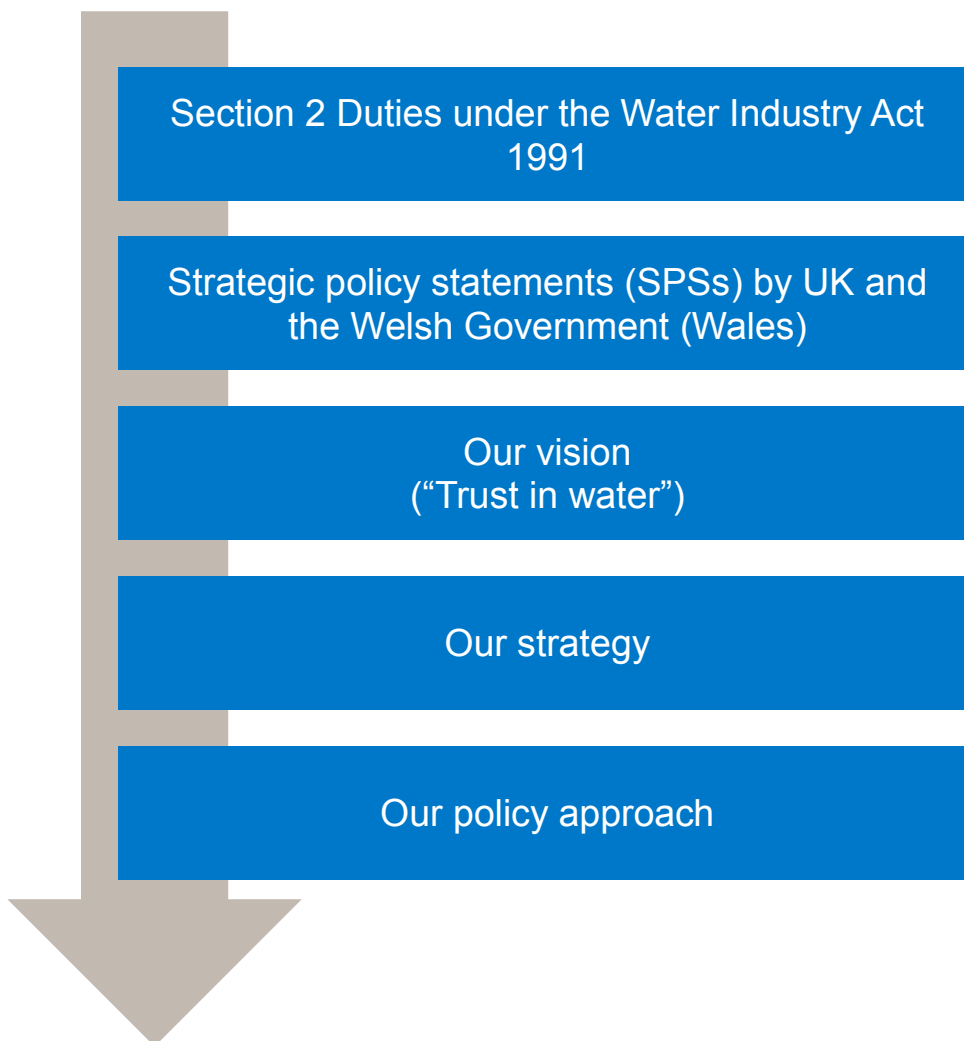 Section 2 Duties under the Water Industry Act
1991
Strategic policy statements (SPSs) by UK and
the Welsh Government (Wales)
Our vision
(“Trust in water”)
Our strategy
Our policy approach